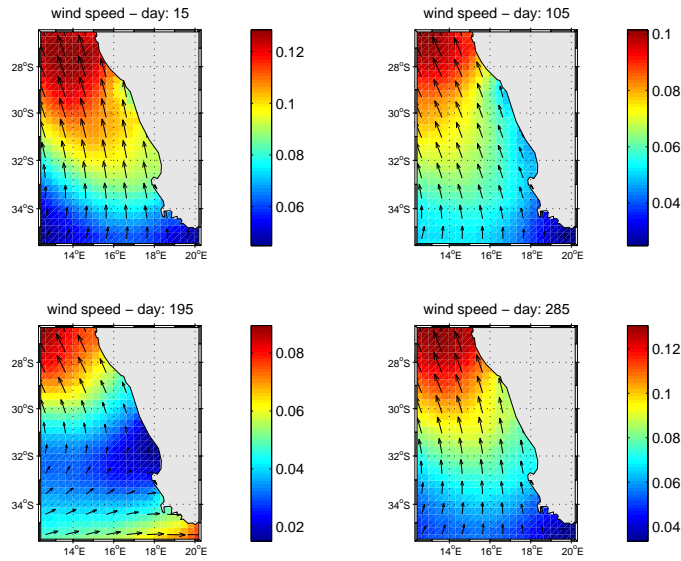 wind speed − day: 15
28°S
30°S
32°S
34°S
14°E
16°E
18°E
20°E
0.12
0.1
0.08
0.06
wind speed − day: 105
28°S
30°S
32°S
34°S
14°E
16°E
18°E
20°E
0.1
0.08
0.06
0.04
wind speed − day: 195
28°S
30°S
32°S
34°S
14°E
16°E
18°E
20°E
0.08
0.06
0.04
0.02
wind speed − day: 285
28°S
30°S
32°S
34°S
14°E
16°E
18°E
20°E
0.12
0.1
0.08
0.06
0.04